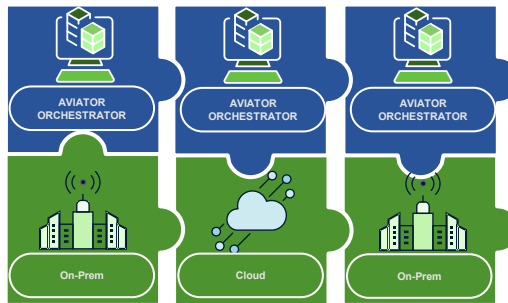 AVIATOR
ORCHESTRATOR
AVIATOR
ORCHESTRATOR
AVIATOR
ORCHESTRATOR
On-Prem
Cloud
On-Prem